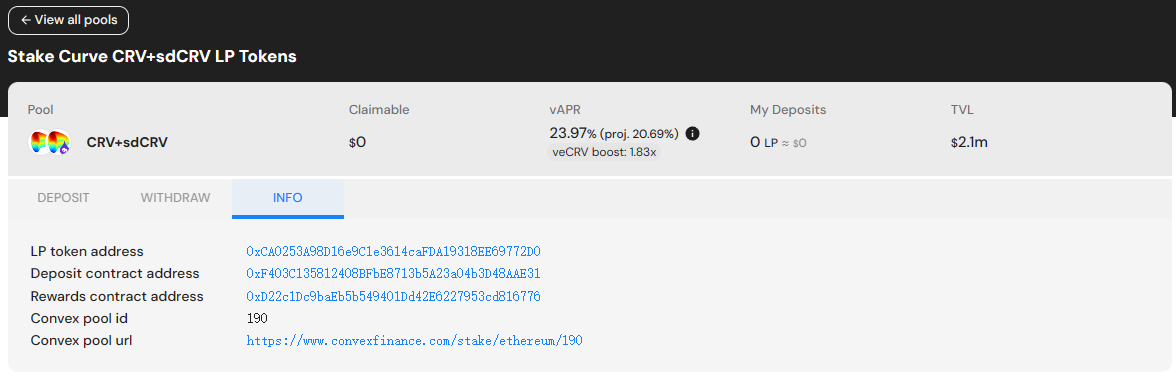 ← View all pools
Stake Curve CRV+sdCRV LP Tokens
Pool Claimable vAPR My Deposits TVL
CRV+sdCRV $0 23.97% (proj. 20.69%) 0 LP ≈ $0 $2.1m
veCRV boost: 1.83x
DEPOSIT WITHDRAW INFO
LP token address 0xCA0253A98D16e9C1e3614caFDA19318EE69772D0
Deposit contract address 0xF403C135812408BFbE8713b5A23a04b3D48AAE31
Rewards contract address 0xD22c1Dc9baEb5b549401Dd42E6227953cd816776
Convex pool id 190
Convex pool url https://www.convexfinance.com/stake/ethereum/190